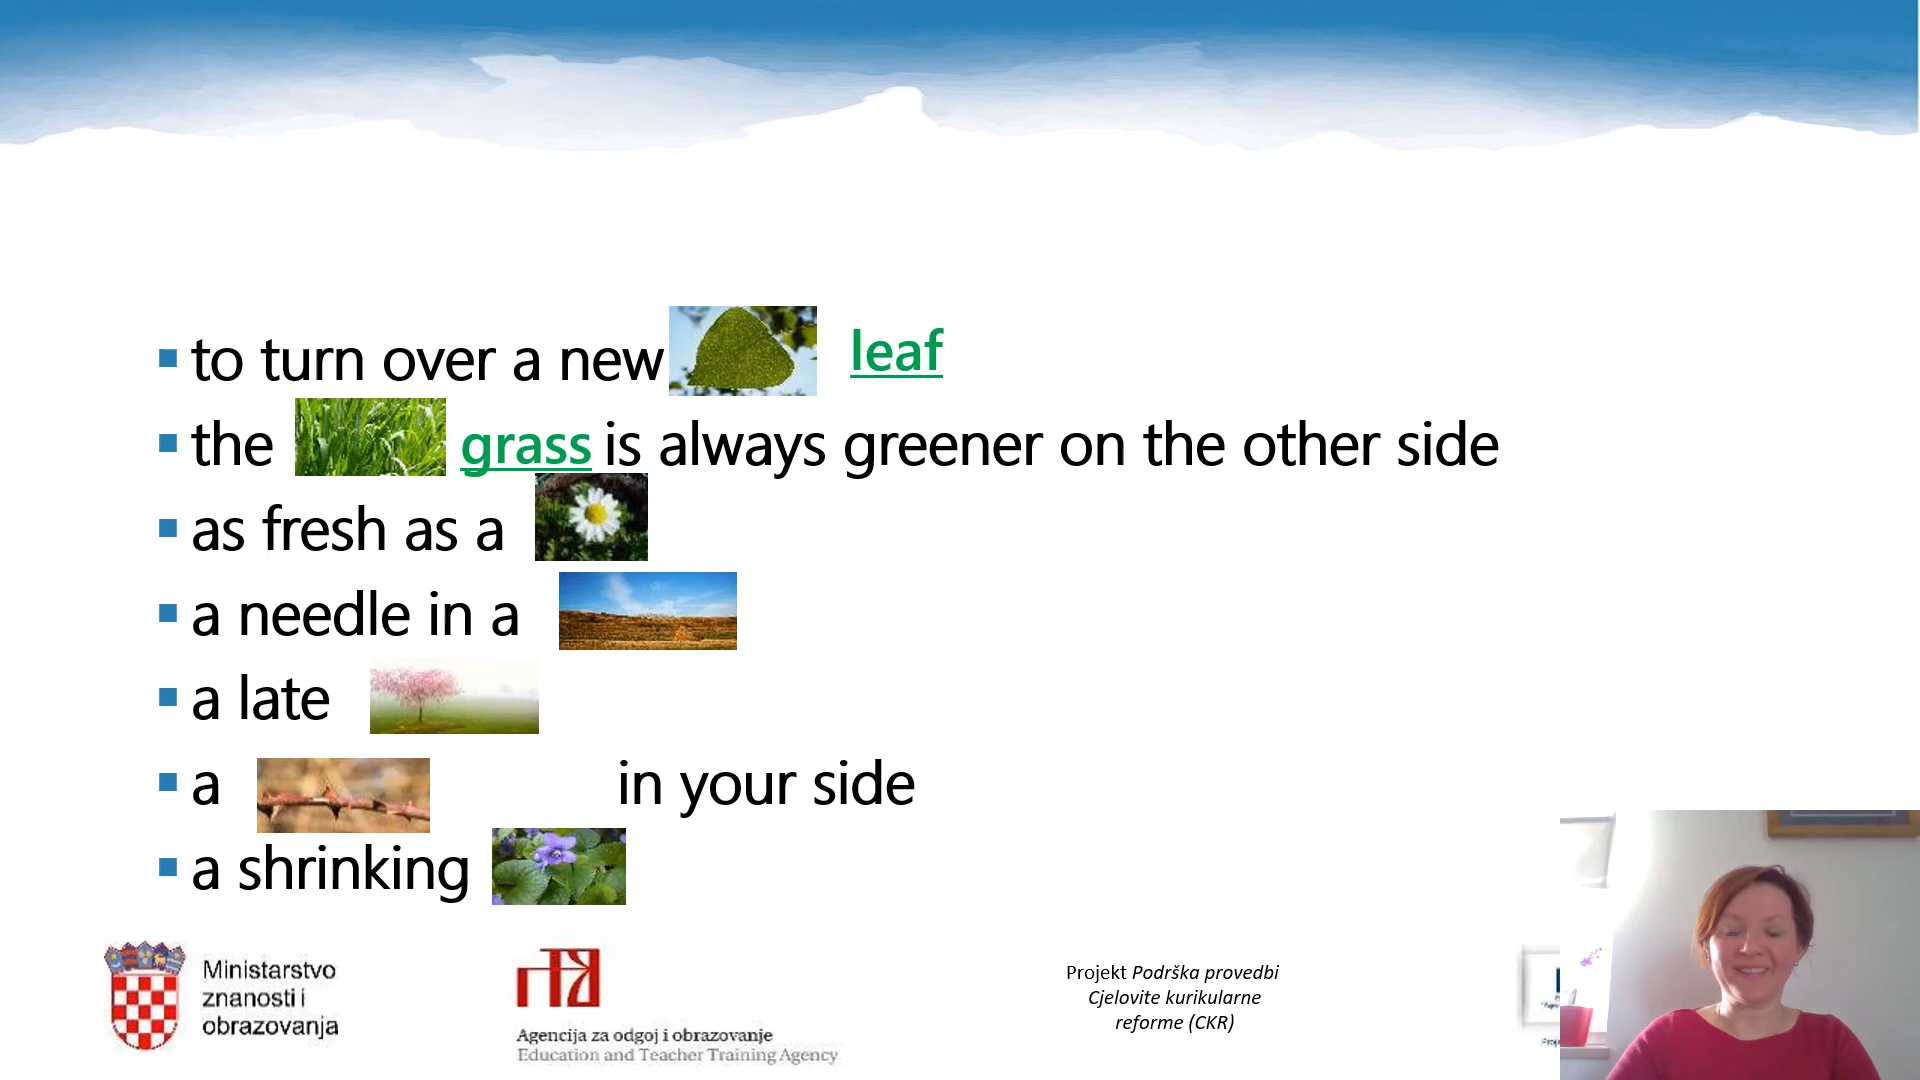 to turn over a new leaf
the grass is always greener on the other side
as fresh as a
a needle in a
a late
a in your side
a shrinking
Ministarstvo
znanosti i
obrazovanja
Agencija za odgoj i obrazovanje
Education and Teacher Training Agency
Projekt Podrška provedbi
Cjelovite kurikularne
reforme (CKR)